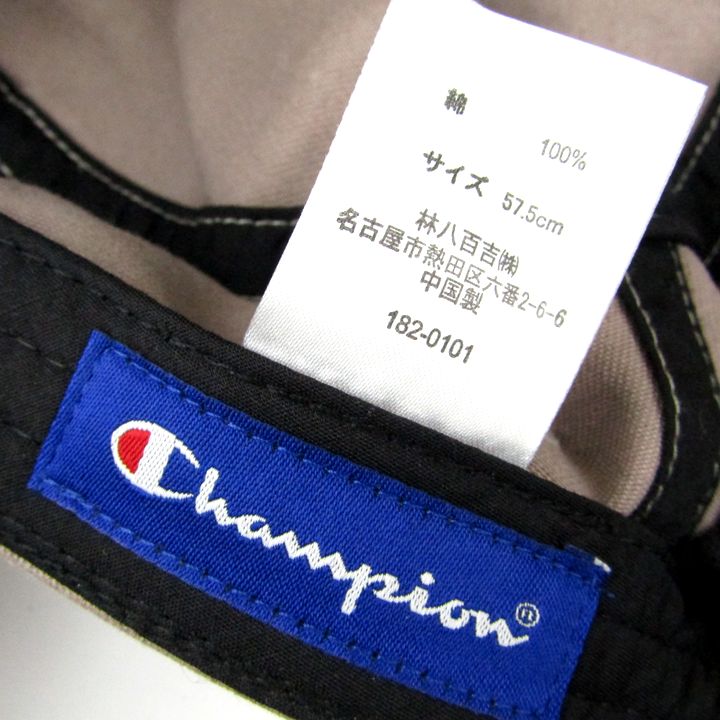 綿 100%
サイズ 57.5cm
林八百吉㈱
名古屋市熱田区六番2-6-6
中国製
182-0101
Champion®